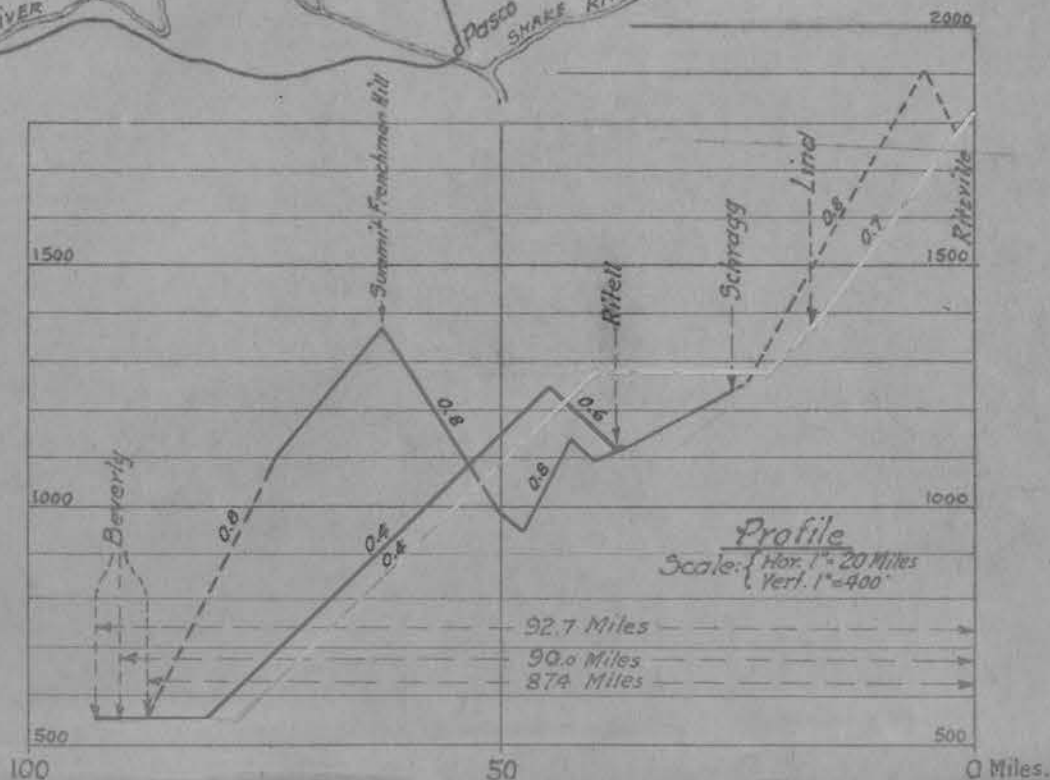 IVER
Pasco
SNAKE
2000
Summit Frenchman Hill
Lind
0.8
0.7
Ritzville
1500
1500
Schragg
Ritell
0.8
0.6
0.8
Beverly
0.8
0.4
0.4
1000
1000
Profile
Scale: { Hor. 1"= 20 Miles
Vert. 1"=400'
92.7 Miles
90.0 Miles
87.4 Miles
500
500
100
50
0 Miles